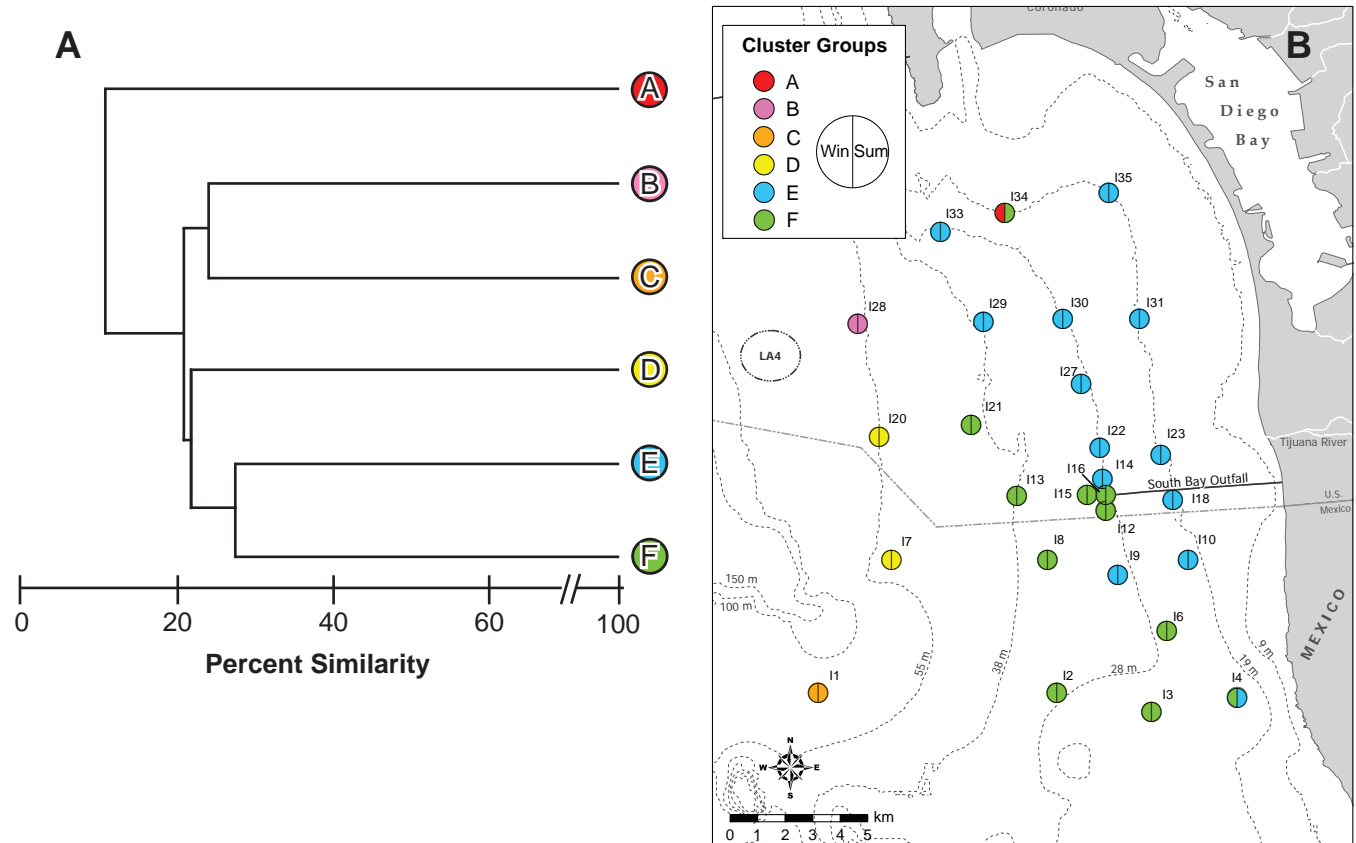 A
A
B
C
D
E
F
0 20 40 60 100
Percent Similarity
B
Cluster Groups
A
B
C
D
E
F
Win Sum
Coronado
San
Diego
Bay
I35
I34
I33
I28
I29
I30
I31
LA4
I27
I20
I21
I22
I23
Tijuana River
I14
I16
I13
I15
South Bay Outfall
I18
U.S.
Mexico
I12
I7
I8
I9
I10
150 m
100 m
I6
MEXICO
9 m
19 m
55 m
38 m
28 m
I1
I2
I3
I4
N
W E
S
km
0 1 2 3 4 5